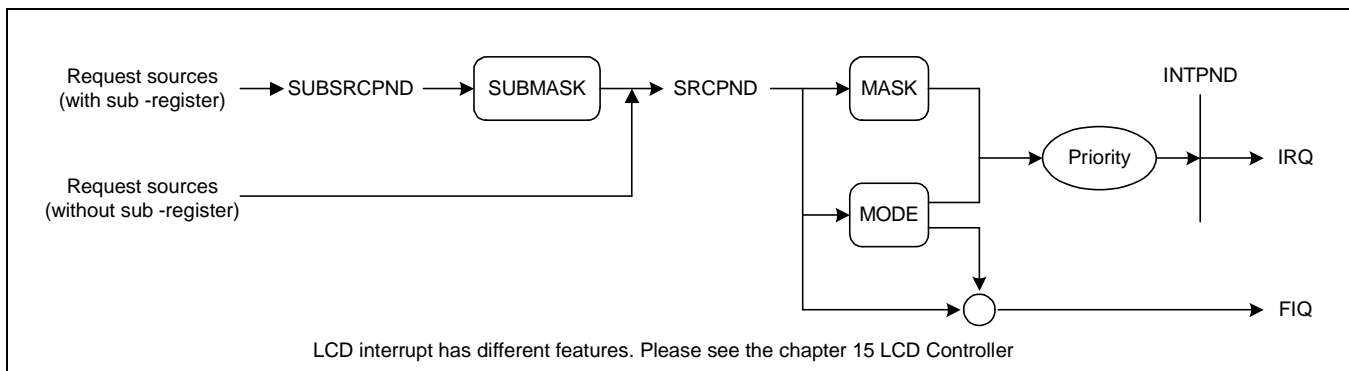 Request sources
(with sub -register)
SUBSRCPND
SUBMASK
SRCPND
MASK
INTPND
Priority
IRQ
Request sources
(without sub -register)
MODE
FIQ
LCD interrupt has different features. Please see the chapter 15 LCD Controller